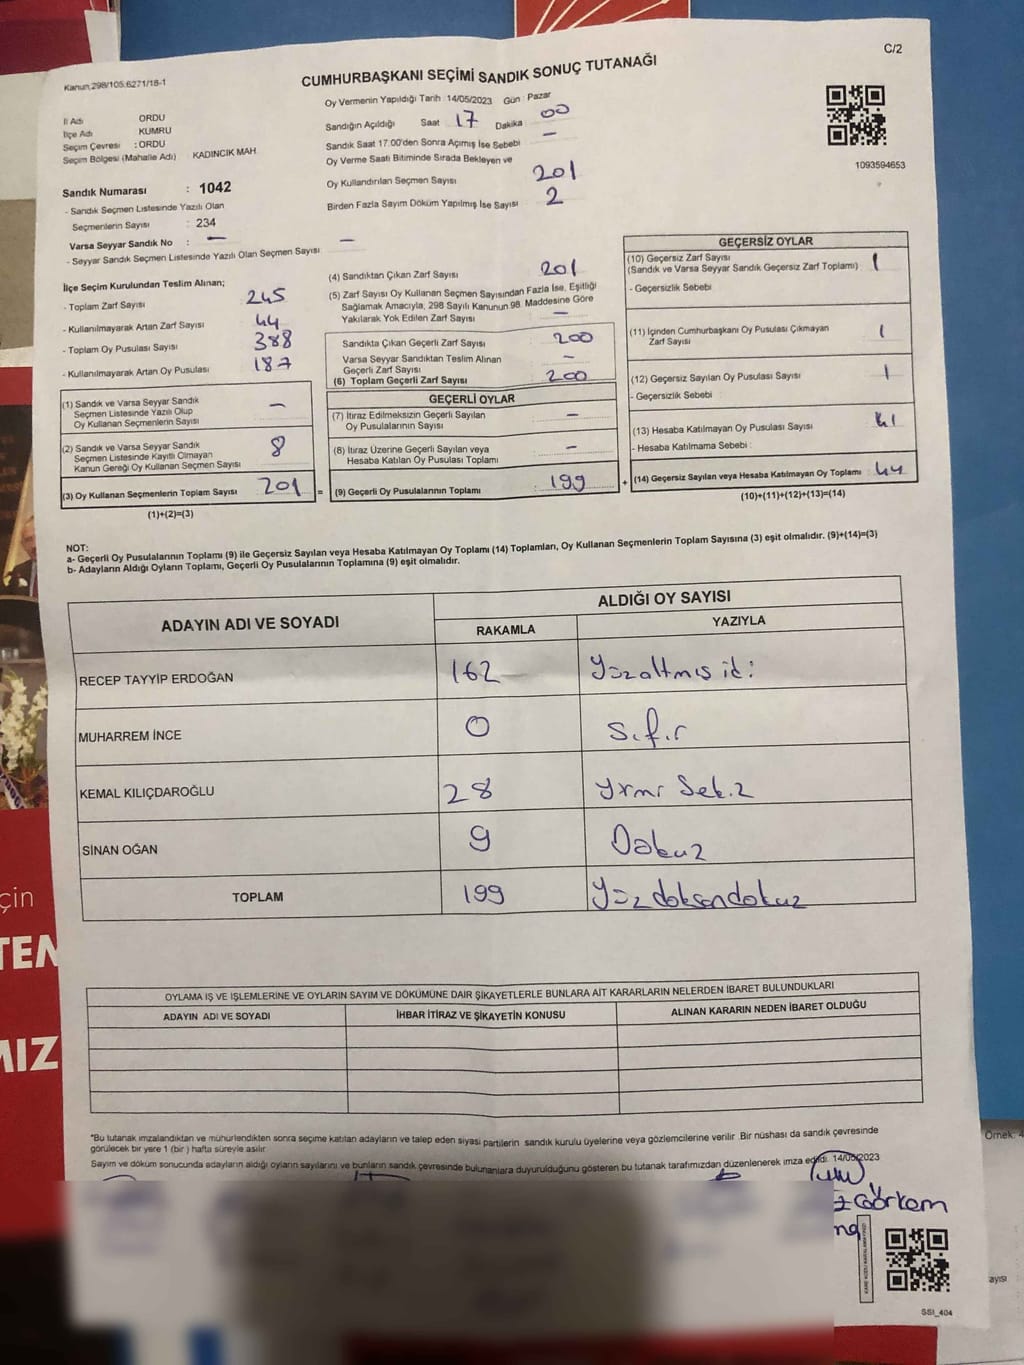 C/2
Kanun,298/105:6271/18-1
CUMHURBAŞKANI SEÇİMİ SANDIK SONUÇ TUTANAĞI
İl Adı ORDU
İlçe Adı KUMRU
Seçim Çevresi : ORDU
Seçim Bölgesi (Mahalle Adı) KADINCIK MAH.
Sandık Numarası : 1042
- Sandık Seçmen Listesinde Yazılı Olan
Seçmenlerin Sayısı : 234
Varsa Seyyar Sandık No : —
- Seyyar Sandık Seçmen Listesinde Yazılı Olan Seçmen Sayısı —
Oy Vermenin Yapıldığı Tarih : 14/05/2023 Gün : Pazar
Sandığın Açıldığı Saat 17 Dakika 00
Sandık Saat 17:00'den Sonra Açımış İse Sebebi —
Oy Verme Saati Bitiminde Sırada Bekleyen ve
Oy Kullandırılan Seçmen Sayısı 201
Birden Fazla Sayım Döküm Yapılmış İse Sayısı 2
1093594653
İlçe Seçim Kurulundan Teslim Alınan;
- Toplam Zarf Sayısı 245
- Kullanılmayarak Artan Zarf Sayısı 44
- Toplam Oy Pusulası Sayısı 388
- Kullanılmayarak Artan Oy Pusulası 187
(1) Sandık ve Varsa Seyyar Sandık
Seçmen Listesinde Yazılı Olup
Oy Kullanan Seçmenlerin Sayısı —
(2) Sandık ve Varsa Seyyar Sandık
Seçmen Listesinde Kayıtlı Olmayan
Kanun Gereği Oy Kullanan Seçmen Sayısı 8
(3) Oy Kullanan Seçmenlerin Toplam Sayısı 201 =
(1)+(2)=(3)
(4) Sandıktan Çıkan Zarf Sayısı 201
(5) Zarf Sayısı Oy Kullanan Seçmen Sayısından Fazla İse, Eşitliği
Sağlamak Amacıyla, 298 Sayılı Kanunun 98. Maddesine Göre
Yakılarak Yok Edilen Zarf Sayısı —
Sandıkta Çıkan Geçerli Zarf Sayısı 200
Varsa Seyyar Sandıktan Teslim Alınan
Geçerli Zarf Sayısı —
(6) Toplam Geçerli Zarf Sayısı 200
GEÇERLİ OYLAR
(7) İtiraz Edilmeksizin Geçerli Sayılan
Oy Pusulalarının Sayısı —
(8) İtiraz Üzerine Geçerli Sayılan veya
Hesaba Katılan Oy Pusulası Toplamı —
(9) Geçerli Oy Pusulalarının Toplamı 199 +
GEÇERSİZ OYLAR
(10) Geçersiz Zarf Sayısı
(Sandık ve Varsa Seyyar Sandık Geçersiz Zarf Toplamı) 1
- Geçersizlik Sebebi
(11) İçinden Cumhurbaşkanı Oy Pusulası Çıkmayan
Zarf Sayısı 1
(12) Geçersiz Sayılan Oy Pusulası Sayısı 1
- Geçersizlik Sebebi :
(13) Hesaba Katılmayan Oy Pusulası Sayısı 41
- Hesaba Katılmama Sebebi :
(14) Geçersiz Sayılan veya Hesaba Katılmayan Oy Toplamı 44
(10)+(11)+(12)+(13)=(14)
NOT:
a- Geçerli Oy Pusulalarının Toplamı (9) ile Geçersiz Sayılan veya Hesaba Katılmayan Oy Toplamı (14) Toplamları, Oy Kullanan Seçmenlerin Toplam Sayısına (3) eşit olmalıdır. (9)+(14)=(3)
b- Adayların Aldığı Oyların Toplamı, Geçerli Oy Pusulalarının Toplamına (9) eşit olmalıdır.
ADAYIN ADI VE SOYADI
ALDIĞI OY SAYISI
RAKAMLA YAZIYLA
RECEP TAYYİP ERDOĞAN 162 Yüzaltmış iki
MUHARREM İNCE 0 Sıfır
KEMAL KILIÇDAROĞLU 28 Yrmi Sekiz
SİNAN OĞAN 9 Dokuz
TOPLAM 199 Yüz doksandokuz
OYLAMA İŞ VE İŞLEMLERİNE VE OYLARIN SAYIM VE DÖKÜMÜNE DAİR ŞİKAYETLERLE BUNLARA AİT KARARLARIN NELERDEN İBARET BULUNDUKLARI
ADAYIN ADI VE SOYADI İHBAR İTİRAZ VE ŞİKAYETİN KONUSU ALINAN KARARIN NEDEN İBARET OLDUĞU
*Bu tutanak imzalandıktan ve mühürlendikten sonra seçime katılan adayların ve talep eden siyasi partilerin sandık kurulu üyelerine veya gözlemcilerine verilir. Bir nüshası da sandık çevresinde
görülecek bir yere 1 (bir) hafta süreyle asılır.
Sayım ve döküm sonucunda adayların aldığı oyların sayılarını ve bunların sandık çevresinde bulunanlara duyurulduğunu gösteren bu tutanak tarafımızdan düzenlenerek imza edildi. 14/05/2023
Görkem
SSI_404
için
TEM
MIZ
Örnek: 4
ayısı